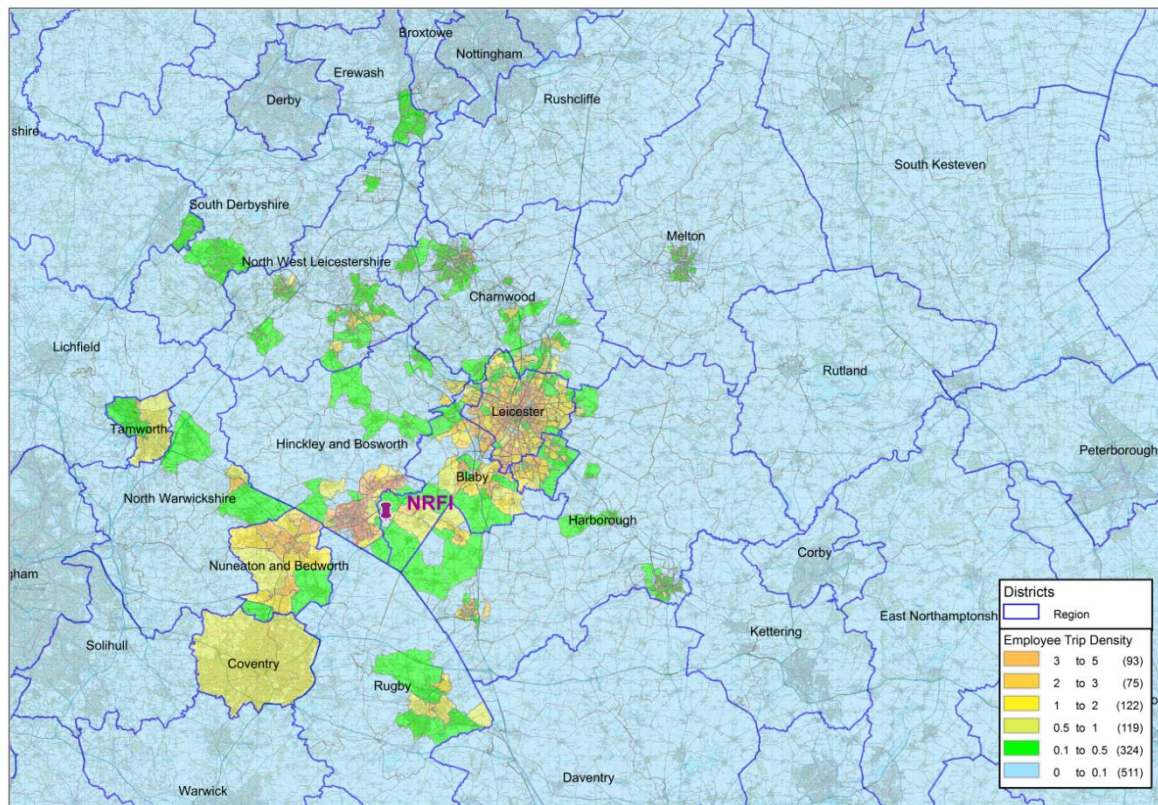 Broxtowe
Nottingham
Erewash
Derby
Rushcliffe
shire
South Kesteven
South Derbyshire
Melton
North West Leicestershire
Charnwood
Lichfield
Rutland
Leicester
Tamworth
Hinckley and Bosworth
Peterborough
Blaby
North Warwickshire
NRFI
Harborough
Corby
Nuneaton and Bedworth
gham
East Northamptonsh
Solihull
Kettering
Coventry
Rugby
Daventry
Warwick
Districts
Region
Employee Trip Density
3 to 5 (93)
2 to 3 (75)
1 to 2 (122)
0.5 to 1 (119)
0.1 to 0.5 (324)
0 to 0.1 (511)